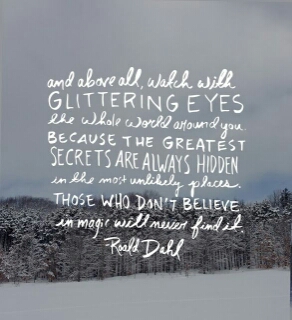 and above all, watch with
GLITTERING EYES
the whole world around you.
BECAUSE THE GREATEST
SECRETS ARE ALWAYS HIDDEN
in the most unlikely places.
THOSE WHO DON'T BELIEVE
in magic will never find it.
Roald Dahl